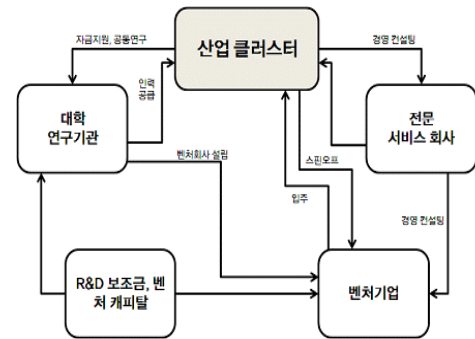 자금지원, 공동연구
산업 클러스터
경영 컨설팅
인력
공급
대학
연구기관
전문
서비스 회사
벤처회사 설립
스핀오프
입주
경영 컨설팅
R&D 보조금, 벤
처 캐피탈
벤처기업